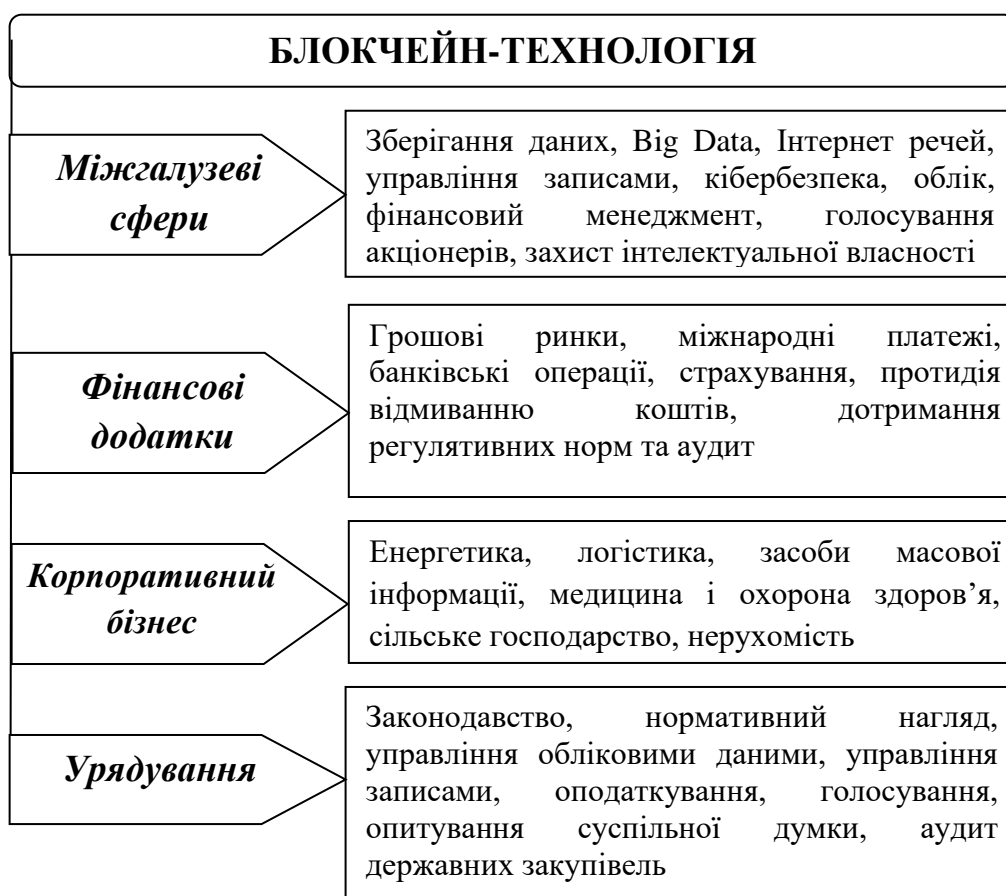 БЛОКЧЕЙН-ТЕХНОЛОГІЯ
Міжгалузеві
сфери
Зберігання даних, Big Data, Інтернет речей,
управління записами, кібербезпека, облік,
фінансовий менеджмент, голосування
акціонерів, захист інтелектуальної власності
Фінансові
додатки
Грошові ринки, міжнародні платежі,
банківські операції, страхування, протидія
відмиванню коштів, дотримання
регулятивних норм та аудит
Корпоративний
бізнес
Енергетика, логістика, засоби масової
інформації, медицина і охорона здоров’я,
сільське господарство, нерухомість
Урядування
Законодавство, нормативний нагляд,
управління обліковими даними, управління
записами, оподаткування, голосування,
опитування суспільної думки, аудит
державних закупівель